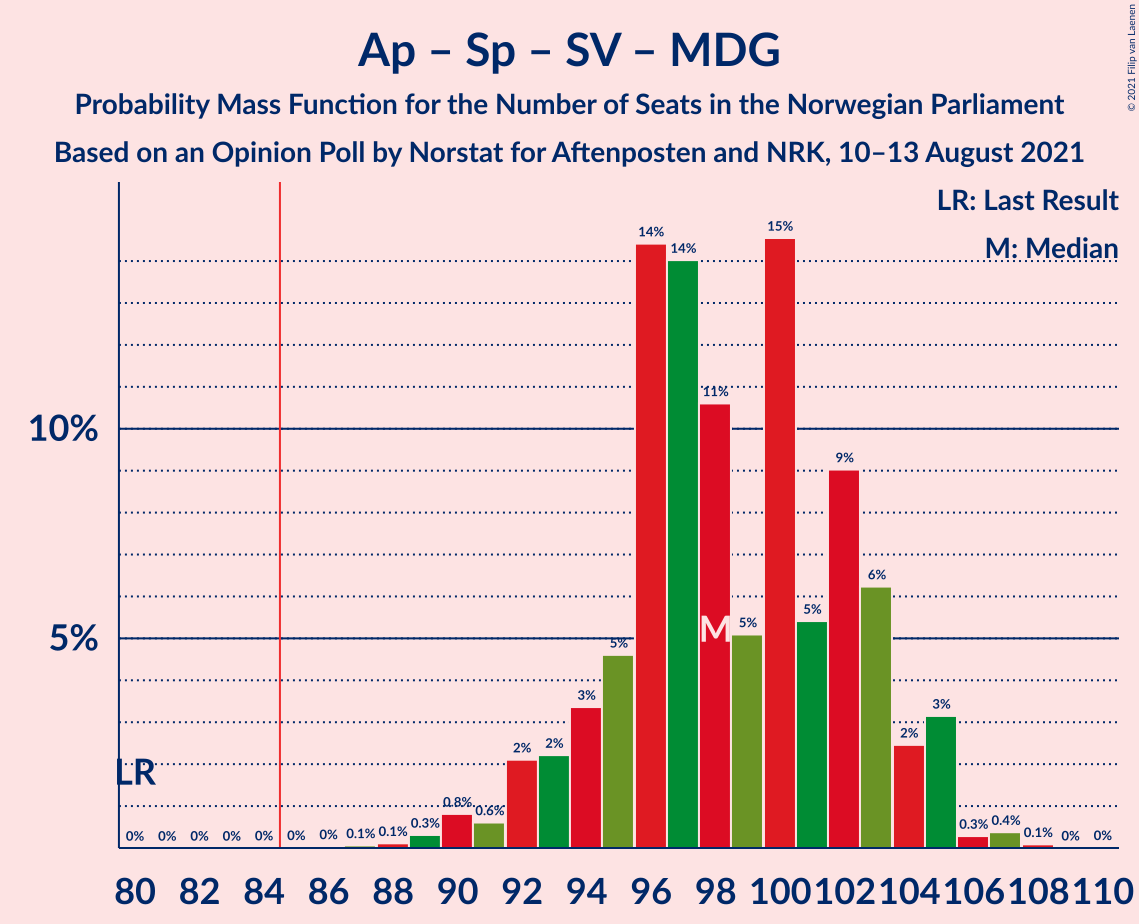 Ap – Sp – SV – MDG
Probability Mass Function for the Number of Seats in the Norwegian Parliament
Based on an Opinion Poll by Norstat for Aftenposten and NRK, 10–13 August 2021
© 2021 Filip van Laenen
LR: Last Result
M: Median
10%
5%
LR
M
0% 0% 0% 0% 0% 0% 0% 0.1% 0.1% 0.3% 0.8% 0.6% 2% 2% 3% 5% 14% 14% 11% 5% 15% 5% 9% 6% 2% 3% 0.3% 0.4% 0.1% 0% 0%
80 82 84 86 88 90 92 94 96 98 100 102 104 106 108 110